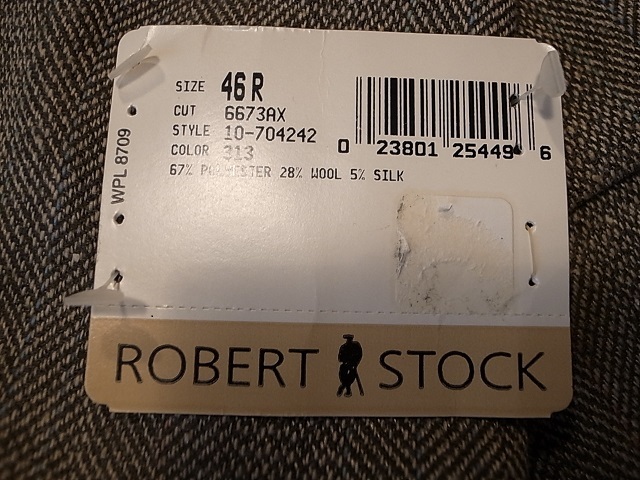 SIZE 46R
CUT 6673AX
STYLE 10-704242
COLOR 313
67% POLYESTER 28% WOOL 5% SILK
0 23801 25449 6
WPL 8709
ROBERT STOCK